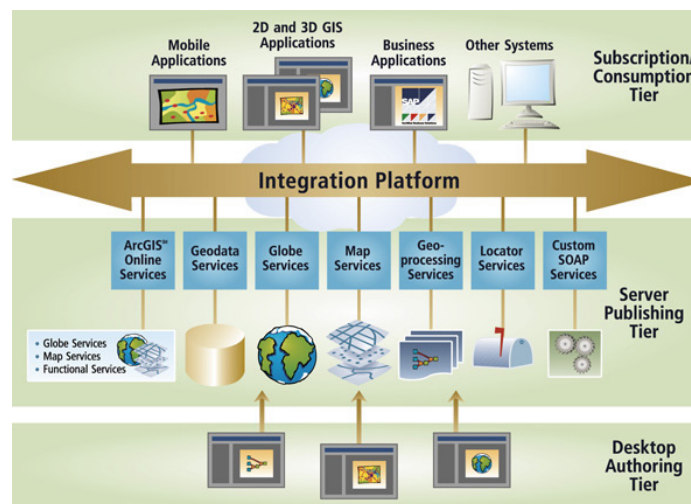 Mobile
Applications
2D and 3D GIS
Applications
Business
Applications
Other Systems
Subscription/
Consumption
Tier
SAP
Integration Platform
ArcGIS™
Online
Services
Geodata
Services
Globe
Services
Map
Services
Geo-
processing
Services
Locator
Services
Custom
SOAP
Services
Server
Publishing
Tier
• Globe Services
• Map Services
• Functional Services
Desktop
Authoring
Tier